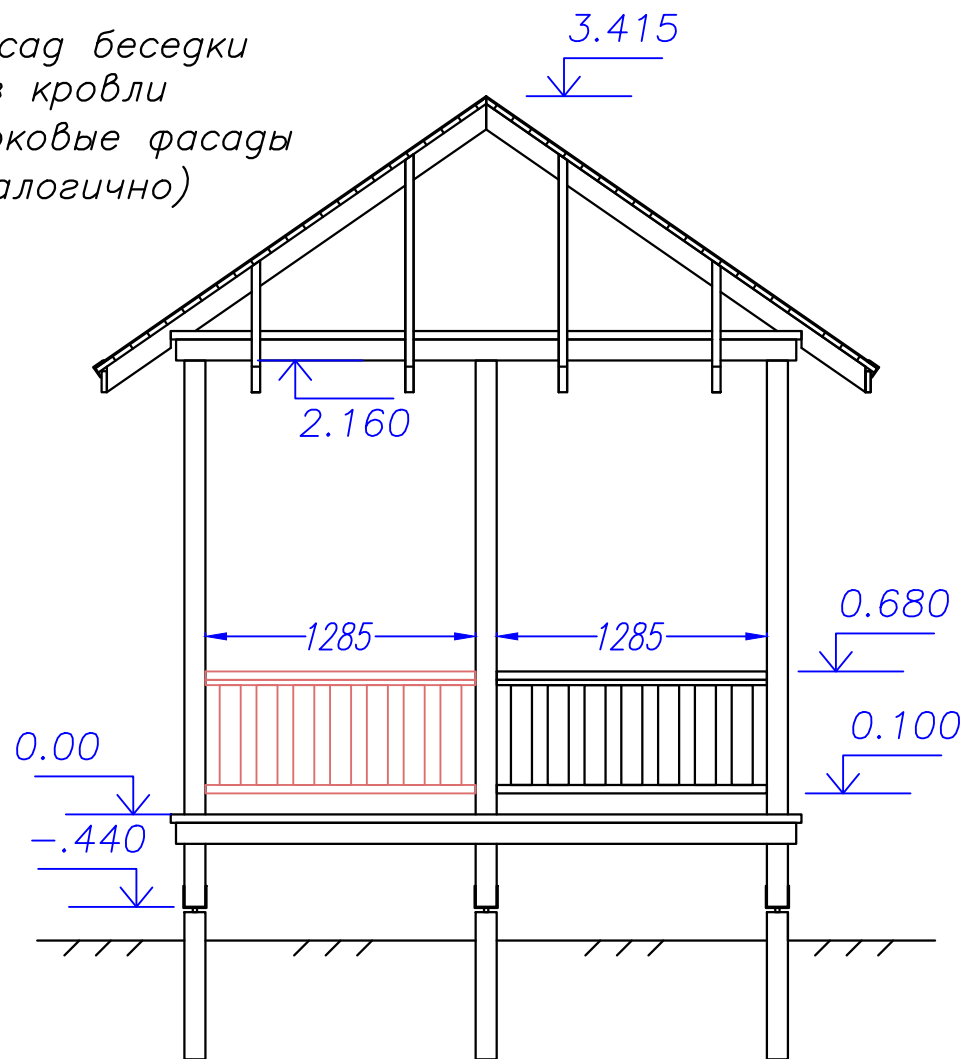 сад беседки
з кровли
оковые фасады
алогично)
3.415
2.160
1285
1285
0.680
0.100
0.00
-.440